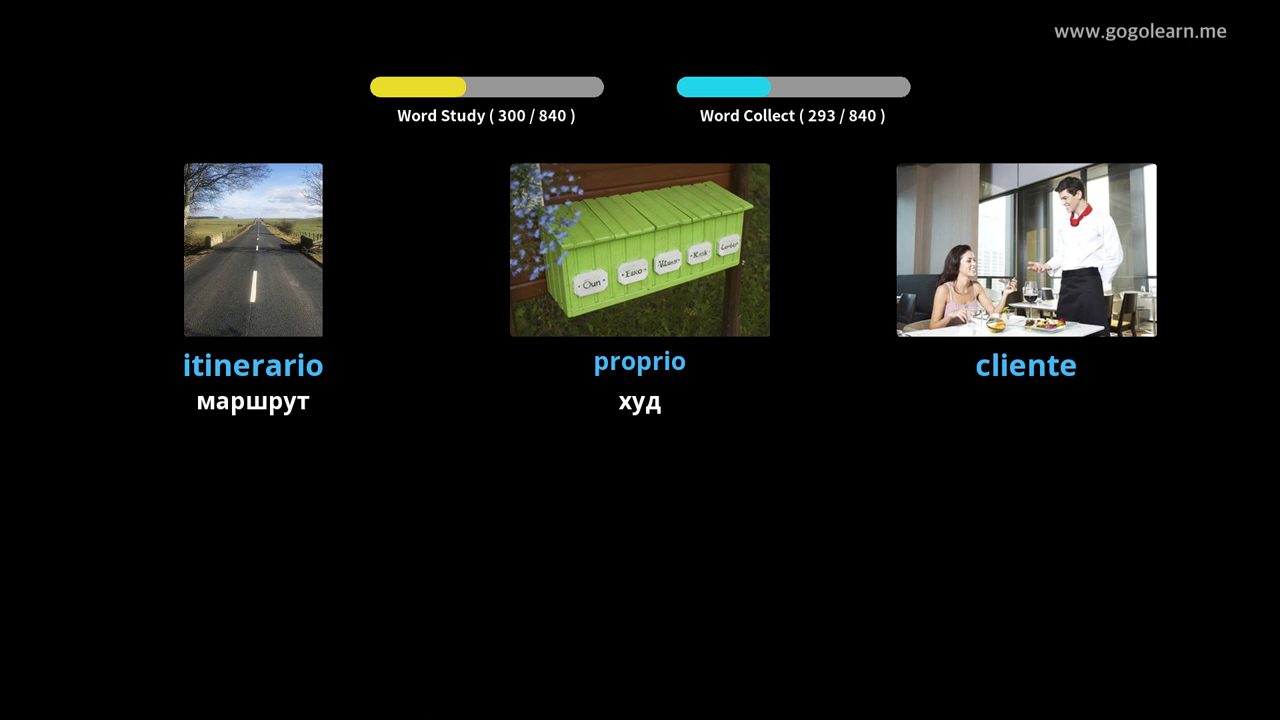 www.gogolearn.me
Word Study ( 300 / 840 )
Word Collect ( 293 / 840 )
itinerario
proprio
cliente
маршрут
худ